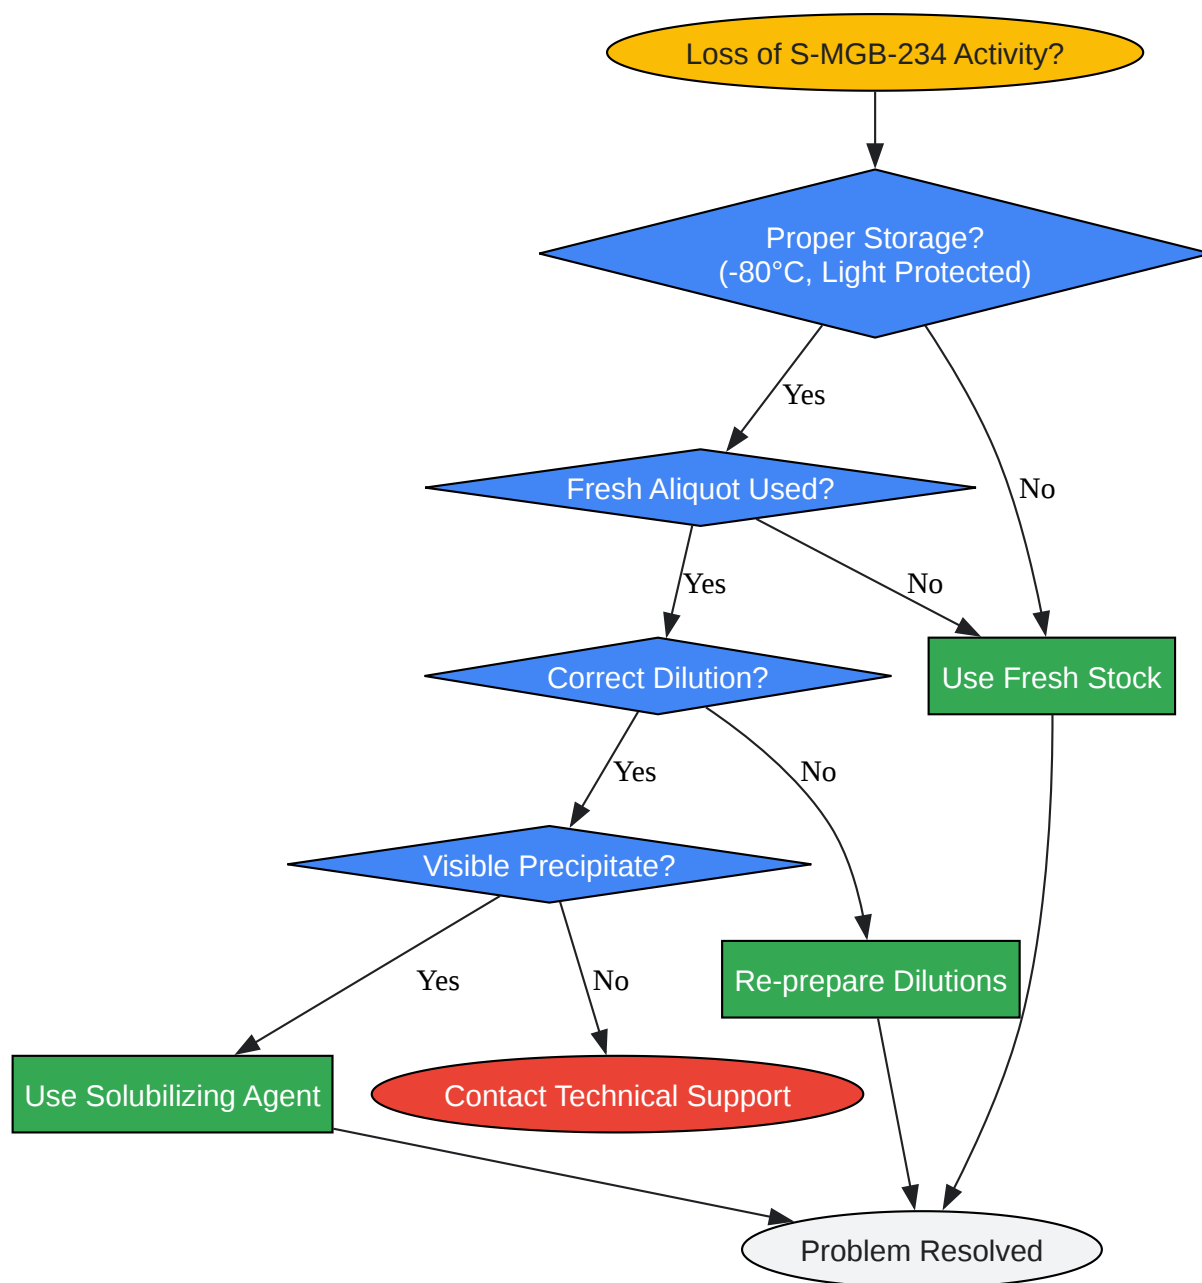 Loss of S-MGB-234 Activity?
Proper Storage?
(-80°C, Light Protected)
Yes
Fresh Aliquot Used?
No
Yes
No
Correct Dilution?
Use Fresh Stock
Yes
No
Visible Precipitate?
Yes
No
Re-prepare Dilutions
Use Solubilizing Agent
Contact Technical Support
Problem Resolved